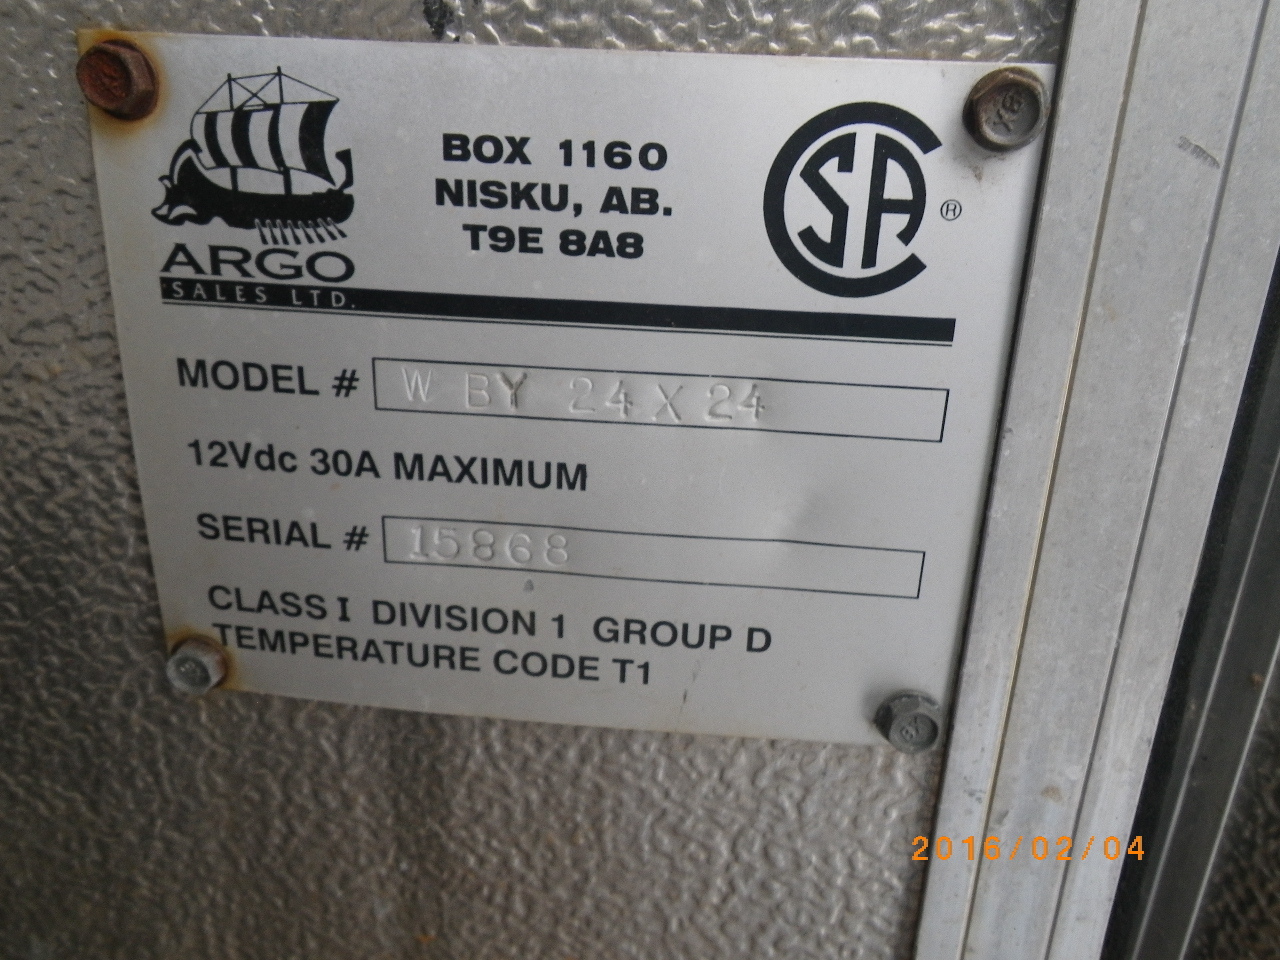 BOX 1160
NISKU, AB.
T9E 8A8
CSA ®
ARGO
SALES LTD.
MODEL # W BY 24 X 24
12Vdc 30A MAXIMUM
SERIAL # 15868
CLASS I DIVISION 1 GROUP D
TEMPERATURE CODE T1
2016/02/04